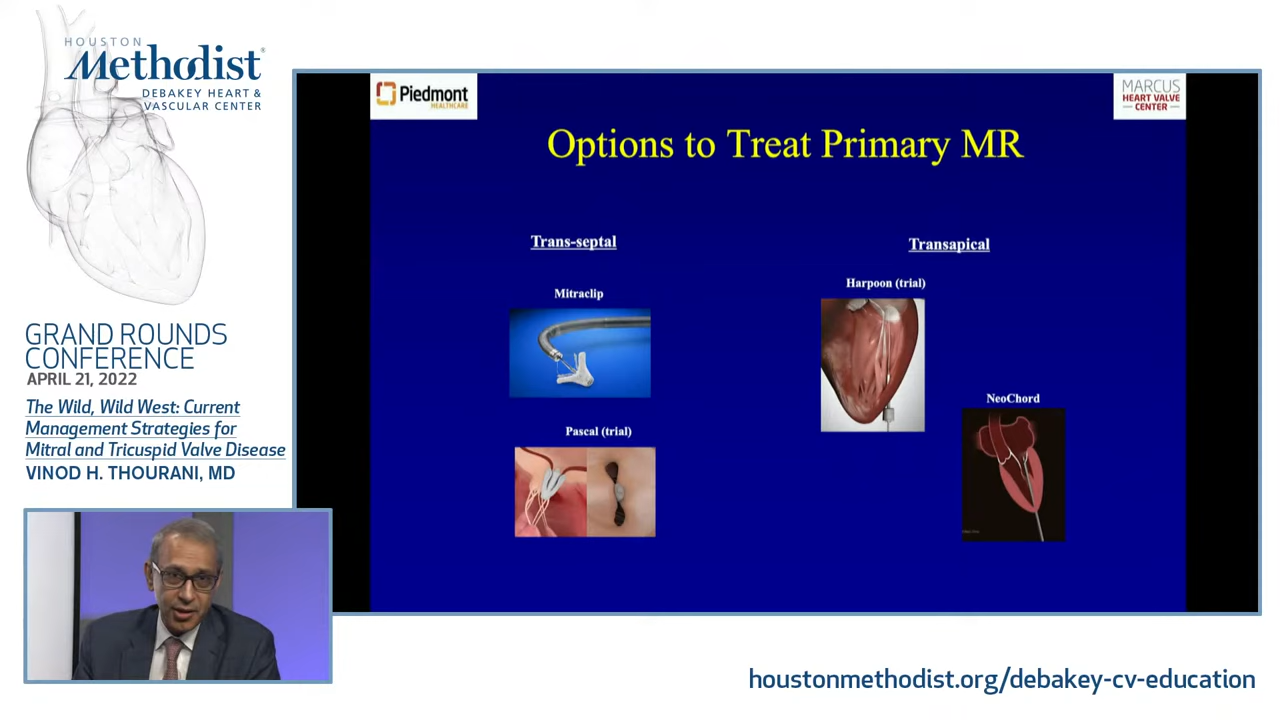 HOUSTON
Methodist®
DEBAKEY HEART &
VASCULAR CENTER
GRAND ROUNDS
CONFERENCE
APRIL 21, 2022
The Wild, Wild West: Current
Management Strategies for
Mitral and Tricuspid Valve Disease
VINOD H. THOURANI, MD
Piedmont
HEALTHCARE
MARCUS
HEART VALVE
CENTER
Options to Treat Primary MR
Trans-septal
Mitraclip
Pascal (trial)
Transapical
Harpoon (trial)
NeoChord
houstonmethodist.org/debakey-cv-education